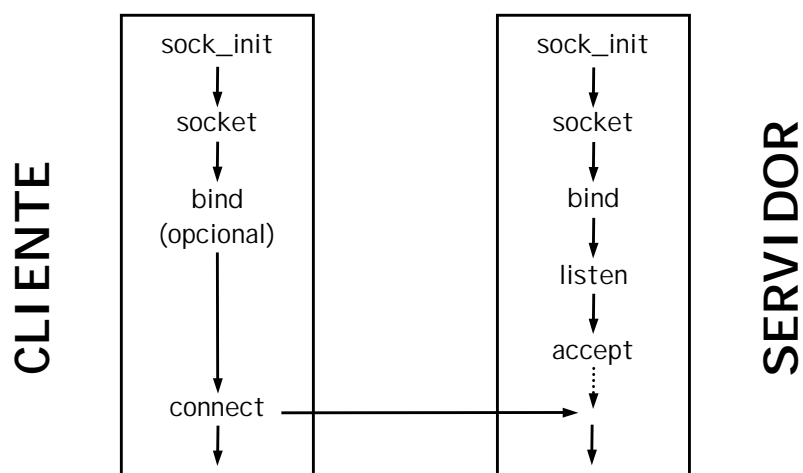 CLIENTE
sock_init
socket
bind
(opcional)
connect
sock_init
socket
bind
listen
accept
SERVIDOR